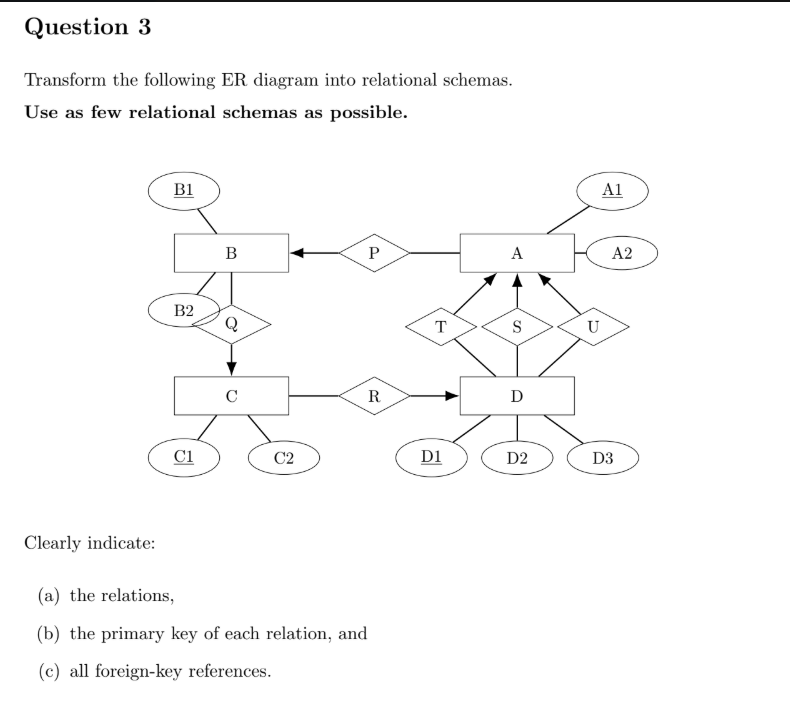 Question 3
Transform the following ER diagram into relational schemas.
Use as few relational schemas as possible.
B1
A1
B
P
A
A2
B2
Q
T
S
U
C
R
D
C1
C2
D1
D2
D3
Clearly indicate:
(a) the relations,
(b) the primary key of each relation, and
(c) all foreign-key references.